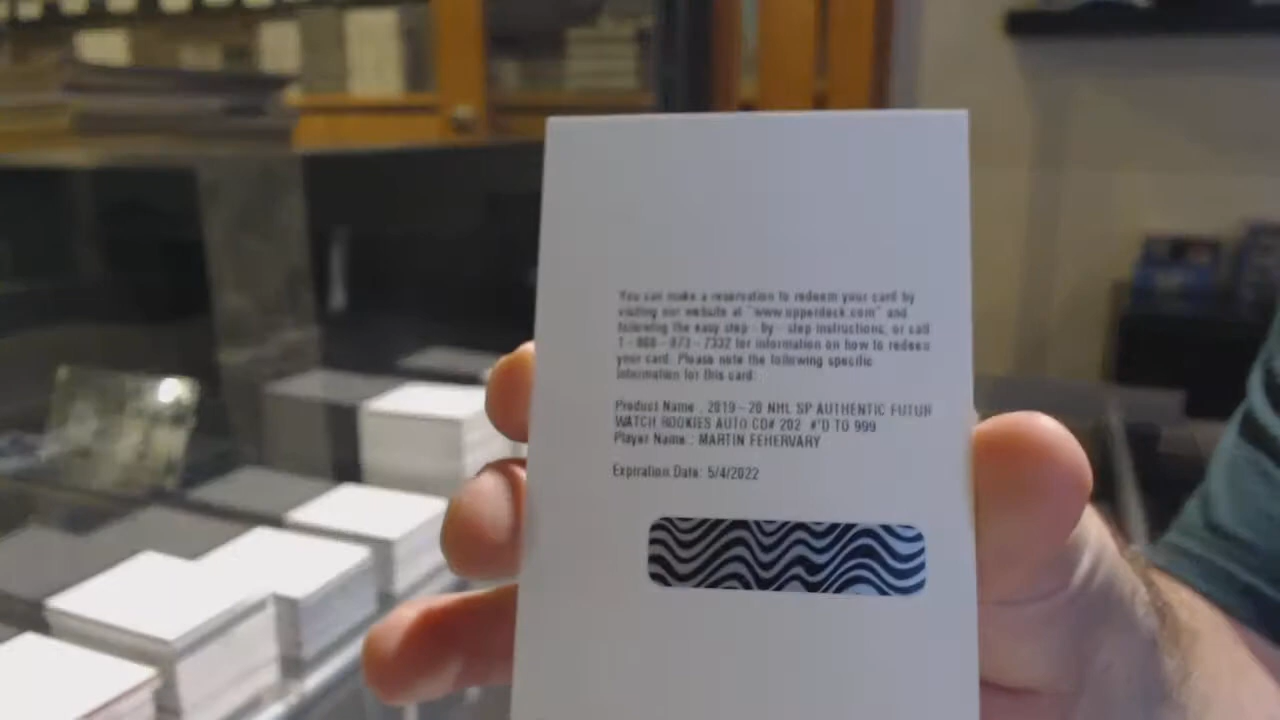 You can make a reservation to redeem your card by
visiting our website at "www.upperdeck.com" and
following the easy step - by - step instructions, or call
1 - 800 - 873 - 7332 for information on how to redeem
your card. Please note the following specific
information for this card:
Product Name : 2019 - 20 NHL SP AUTHENTIC FUTUR
WATCH ROOKIES AUTO CD# 202 #'D TO 999
Player Name : MARTIN FEHERVARY
Expiration Date: 5/4/2022